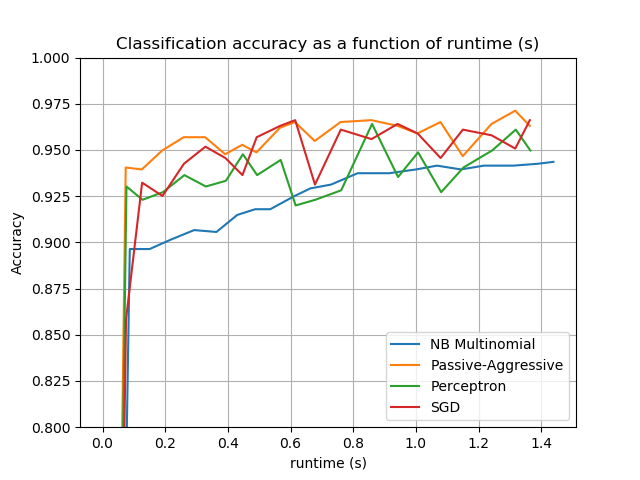 Classification accuracy as a function of runtime (s)
1.000
0.975
0.950
0.925
0.900
0.875
0.850
0.825
0.800
Accuracy
NB Multinomial
Passive-Aggressive
Perceptron
SGD
0.0 0.2 0.4 0.6 0.8 1.0 1.2 1.4
runtime (s)